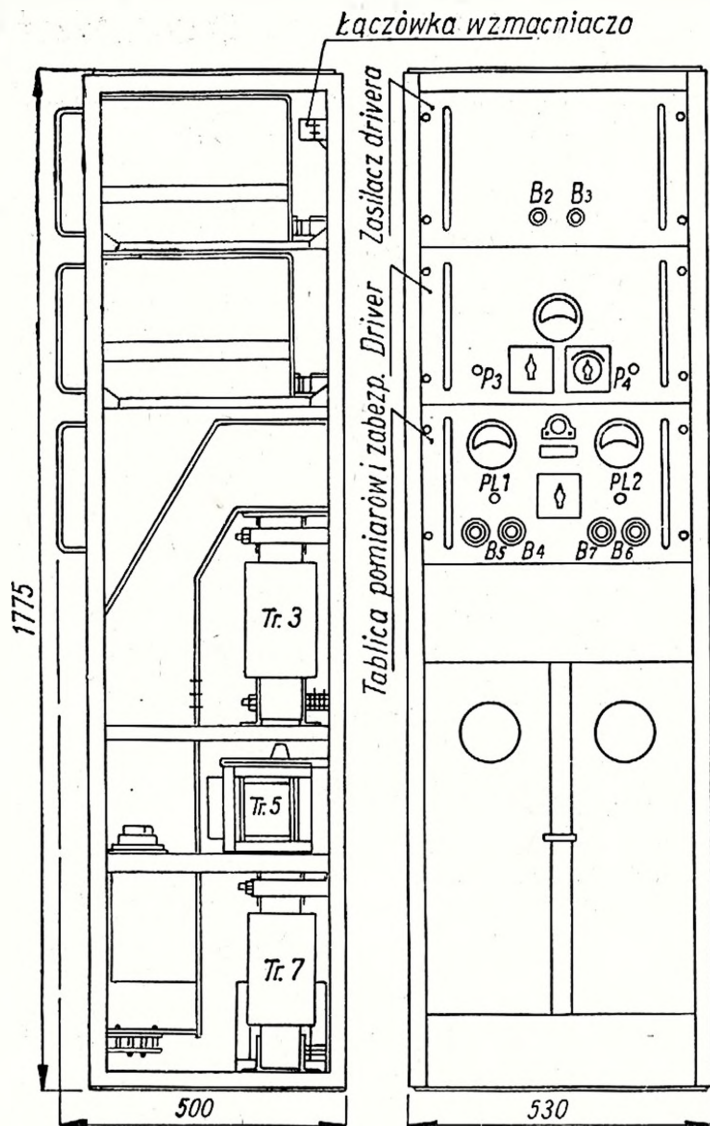 Łączówka wzmacniaczo
Zasilacz drivera
Driver
Tablica pomiarów i zabezp.
B2 B3
P3 P4
PL1 PL2
B5 B4 B7 B6
Tr. 3
Tr. 5
Tr. 7
1775
500
530